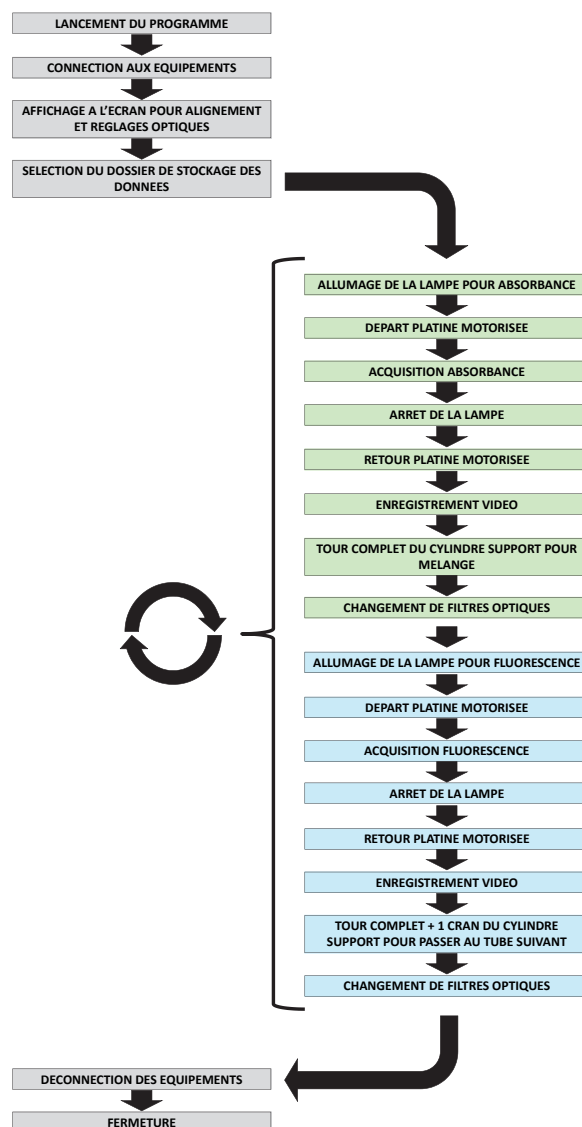 LANCEMENT DU PROGRAMME
CONNECTION AUX EQUIPEMENTS
AFFICHAGE A L’ECRAN POUR ALIGNEMENT
ET REGLAGES OPTIQUES
SELECTION DU DOSSIER DE STOCKAGE DES
DONNEES
ALLUMAGE DE LA LAMPE POUR ABSORBANCE
DEPART PLATINE MOTORISEE
ACQUISITION ABSORBANCE
ARRET DE LA LAMPE
RETOUR PLATINE MOTORISEE
ENREGISTREMENT VIDEO
TOUR COMPLET DU CYLINDRE SUPPORT POUR
MELANGE
CHANGEMENT DE FILTRES OPTIQUES
ALLUMAGE DE LA LAMPE POUR FLUORESCENCE
DEPART PLATINE MOTORISEE
ACQUISITION FLUORESCENCE
ARRET DE LA LAMPE
RETOUR PLATINE MOTORISEE
ENREGISTREMENT VIDEO
TOUR COMPLET + 1 CRAN DU CYLINDRE
SUPPORT POUR PASSER AU TUBE SUIVANT
CHANGEMENT DE FILTRES OPTIQUES
DECONNECTION DES EQUIPEMENTS
FERMETURE